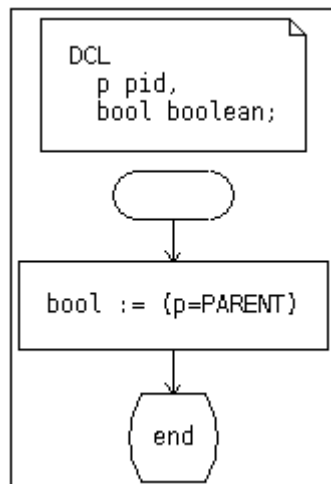 DCL
p pid,
bool boolean;
bool := (p=PARENT)
end